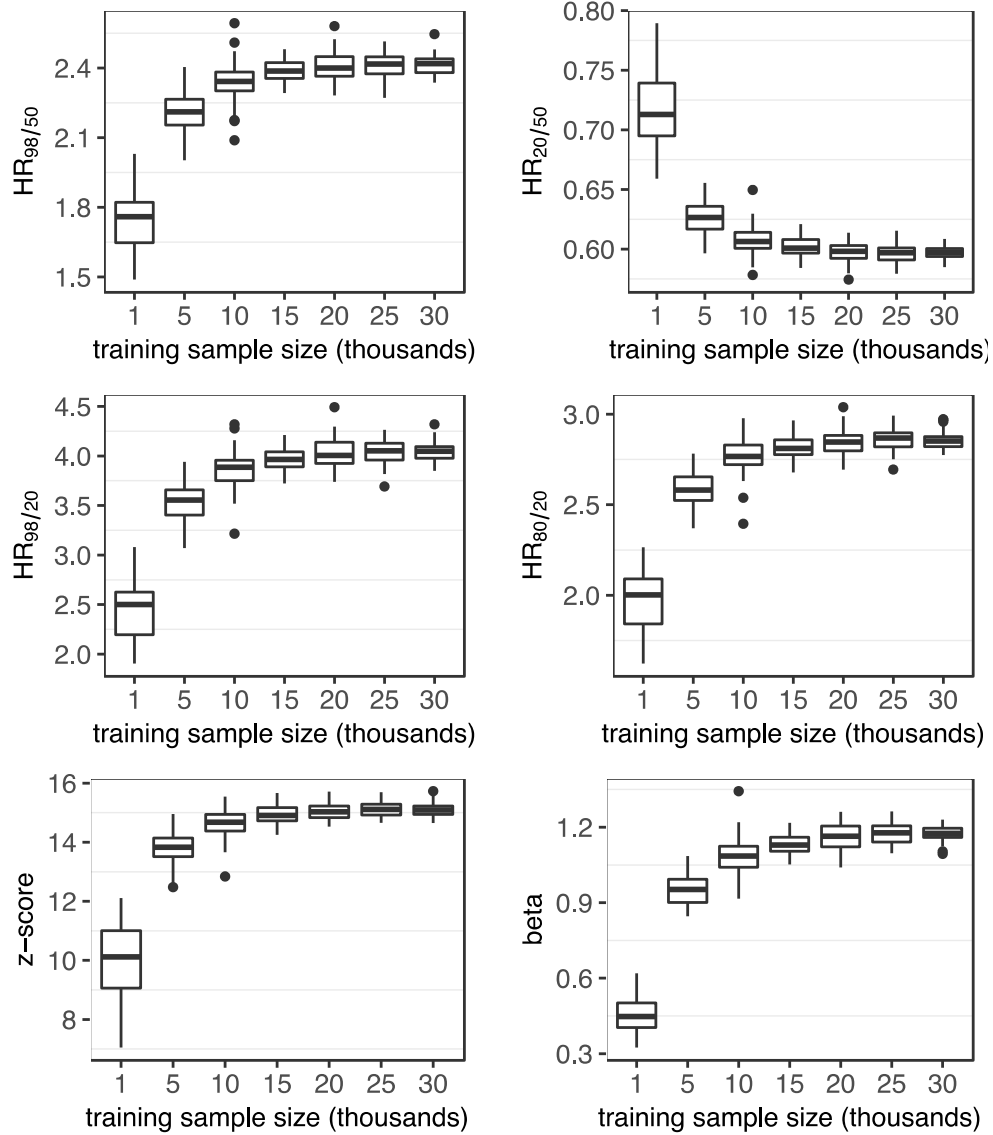 HR98/50
2.4
2.1
1.8
1.5
1 5 10 15 20 25 30
training sample size (thousands)
HR20/50
0.80
0.75
0.70
0.65
0.60
1 5 10 15 20 25 30
training sample size (thousands)
HR98/20
4.5
4.0
3.5
3.0
2.5
2.0
1 5 10 15 20 25 30
training sample size (thousands)
HR80/20
3.0
2.5
2.0
1 5 10 15 20 25 30
training sample size (thousands)
z−score
16
14
12
10
8
1 5 10 15 20 25 30
training sample size (thousands)
beta
1.2
0.9
0.6
0.3
1 5 10 15 20 25 30
training sample size (thousands)